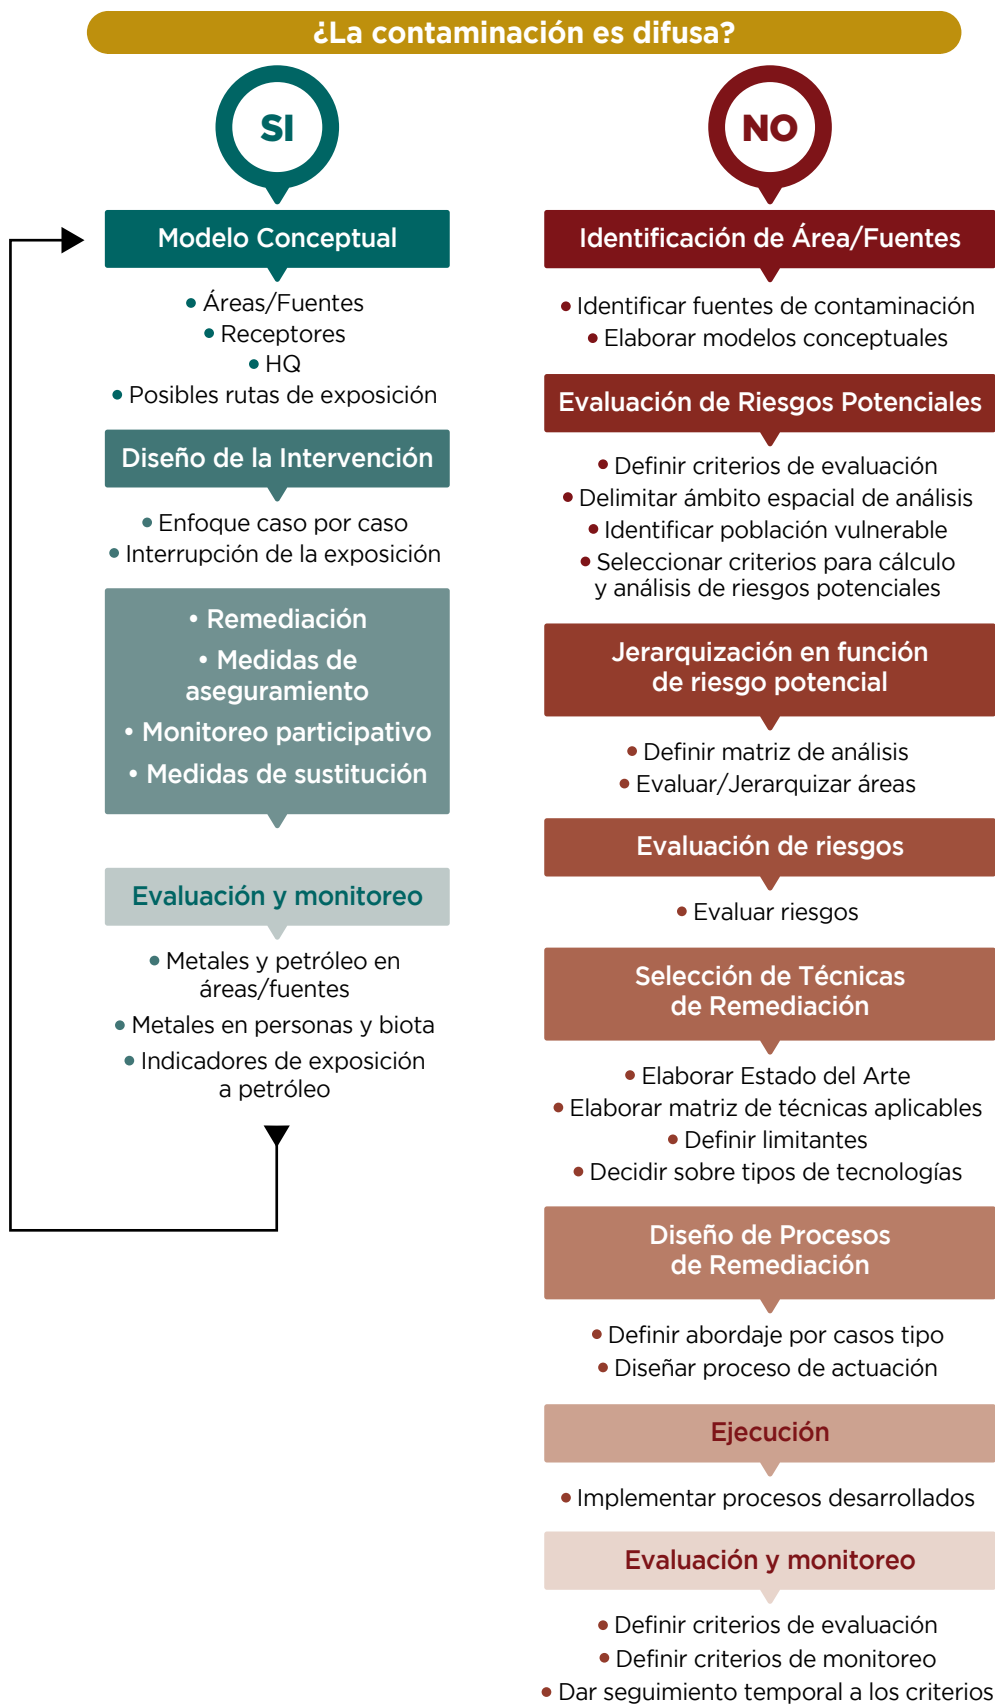 ¿La contaminación es difusa?
SI
Modelo Conceptual
• Áreas/Fuentes
• Receptores
• HQ
• Posibles rutas de exposición
Diseño de la Intervención
• Enfoque caso por caso
• Interrupción de la exposición
• Remediación
• Medidas de
aseguramiento
• Monitoreo participativo
• Medidas de sustitución
Evaluación y monitoreo
• Metales y petróleo en
áreas/fuentes
• Metales en personas y biota
• Indicadores de exposición
a petróleo
NO
Identificación de Área/Fuentes
• Identificar fuentes de contaminación
• Elaborar modelos conceptuales
Evaluación de Riesgos Potenciales
• Definir criterios de evaluación
• Delimitar ámbito espacial de análisis
• Identificar población vulnerable
• Seleccionar criterios para cálculo
y análisis de riesgos potenciales
Jerarquización en función
de riesgo potencial
• Definir matriz de análisis
• Evaluar/Jerarquizar áreas
Evaluación de riesgos
• Evaluar riesgos
Selección de Técnicas
de Remediación
• Elaborar Estado del Arte
• Elaborar matriz de técnicas aplicables
• Definir limitantes
• Decidir sobre tipos de tecnologías
Diseño de Procesos
de Remediación
• Definir abordaje por casos tipo
• Diseñar proceso de actuación
Ejecución
• Implementar procesos desarrollados
Evaluación y monitoreo
• Definir criterios de evaluación
• Definir criterios de monitoreo
• Dar seguimiento temporal a los criterios